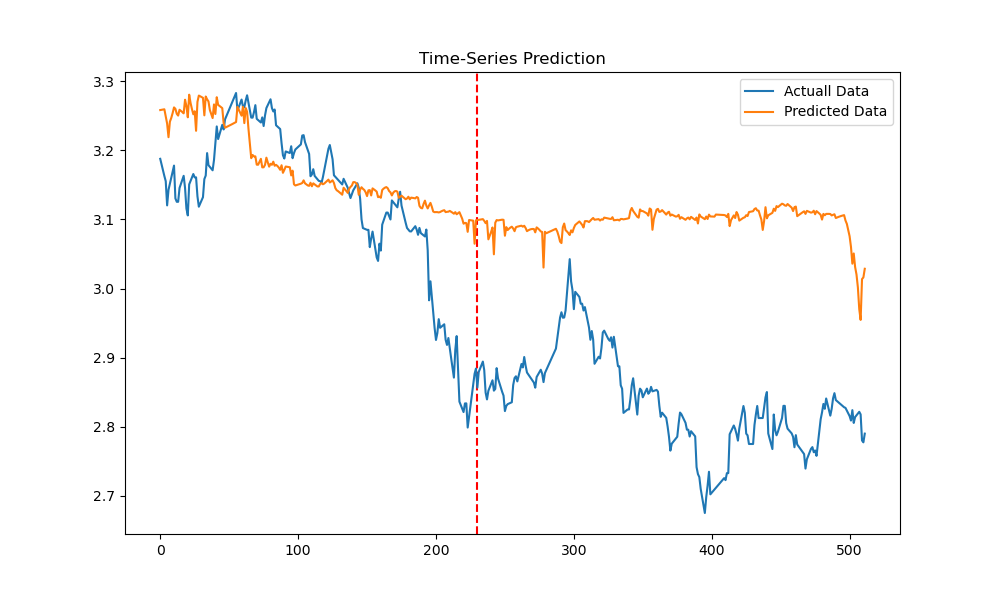 Time-Series Prediction
Actuall Data
Predicted Data
3.3
3.2
3.1
3.0
2.9
2.8
2.7
0 100 200 300 400 500